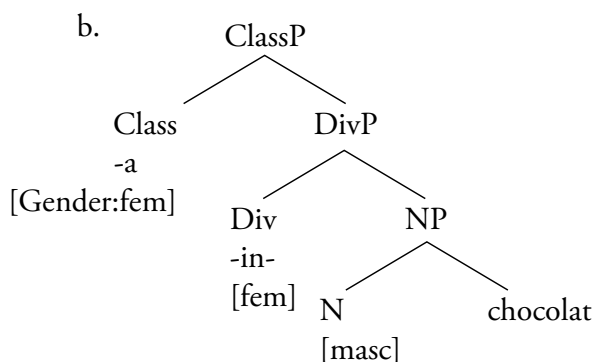 b.
ClassP
Class DivP
-a
[Gender:fem]
Div NP
-in-
[fem]
N chocolat
[masc]